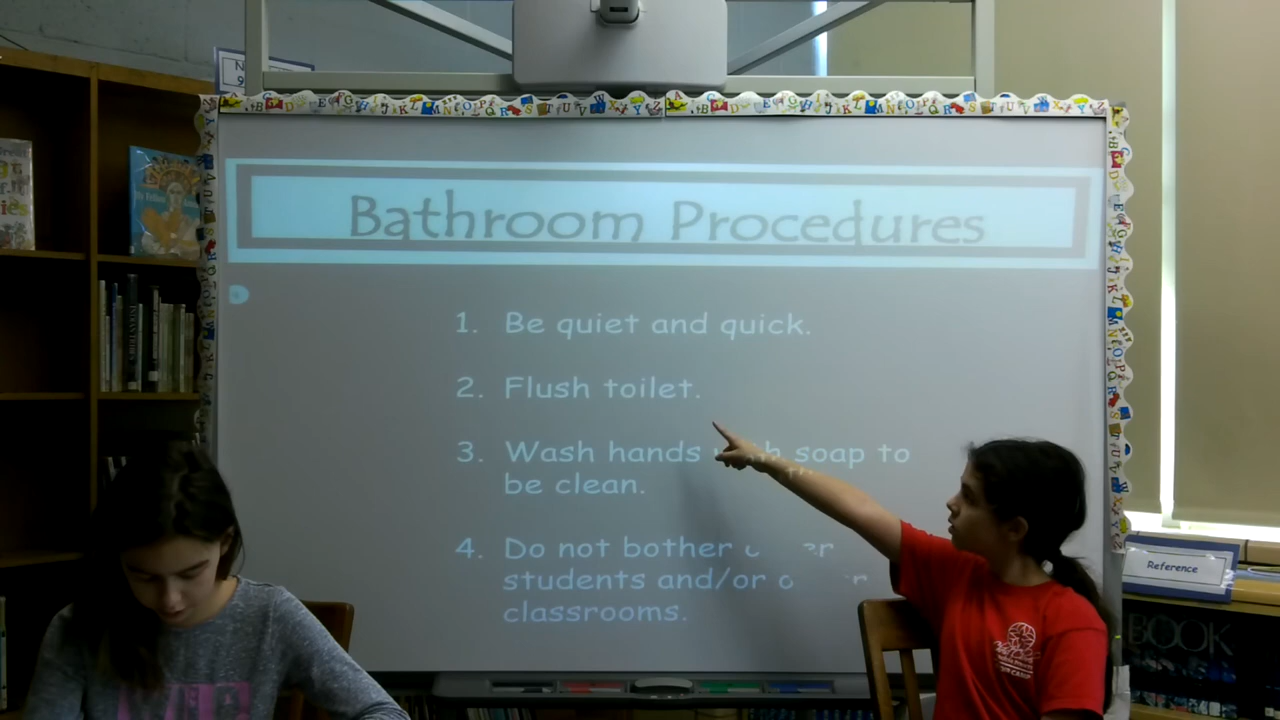 Bathroom Procedures
1. Be quiet and quick.
2. Flush toilet.
3. Wash hands soap to
be clean.
4. Do not bother
students and/or
classrooms.
Reference
BOOK